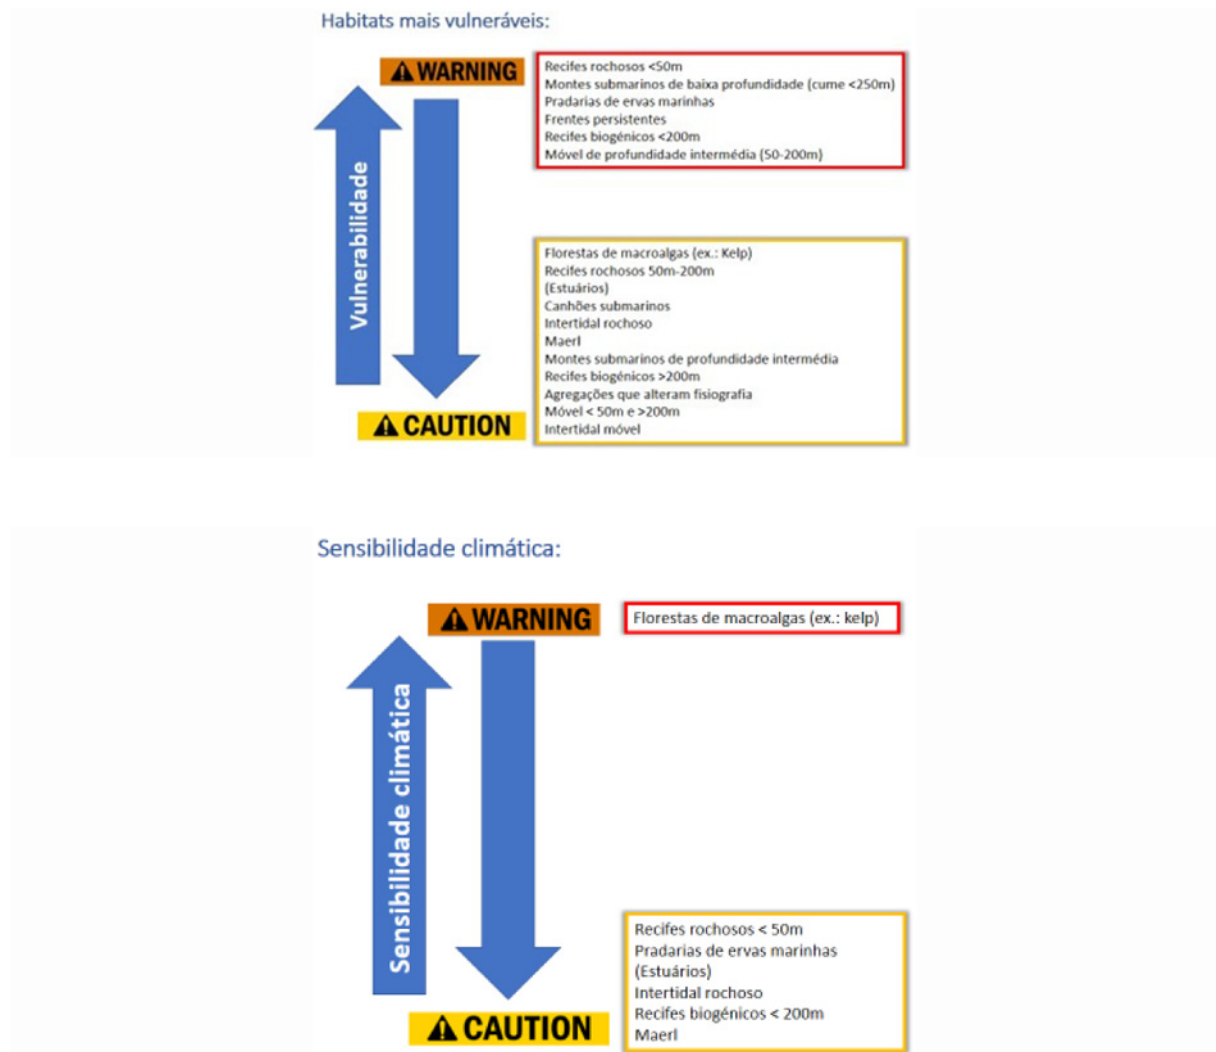 Habitats mais vulneráveis:
WARNING
Recifes rochosos <50m
Montes submarinos de baixa profundidade (cume <250m)
Pradarias de ervas marinhas
Frentes persistentes
Recifes biogénicos <200m
Móvel de profundidade intermédia (50-200m)
Vulnerabilidade
Florestas de macroalgas (ex.: Kelp)
Recifes rochosos 50m-200m
(Estuários)
Canhões submarinos
Intertidal rochoso
Maerl
Montes submarinos de profundidade intermédia
Recifes biogénicos >200m
Agregações que alteram fisiografia
Móvel < 50m e >200m
Intertidal móvel
CAUTION
Sensibilidade climática:
WARNING
Florestas de macroalgas (ex.: kelp)
Sensibilidade climática
Recifes rochosos < 50m
Pradarias de ervas marinhas
(Estuários)
Intertidal rochoso
Recifes biogénicos < 200m
Maerl
CAUTION